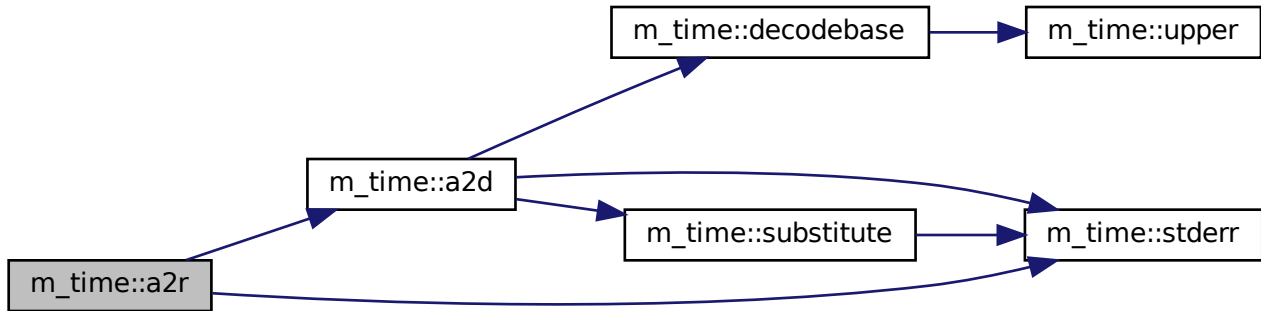 m_time::decodebase
m_time::upper
m_time::a2d
m_time::substitute
m_time::stderr
m_time::a2r